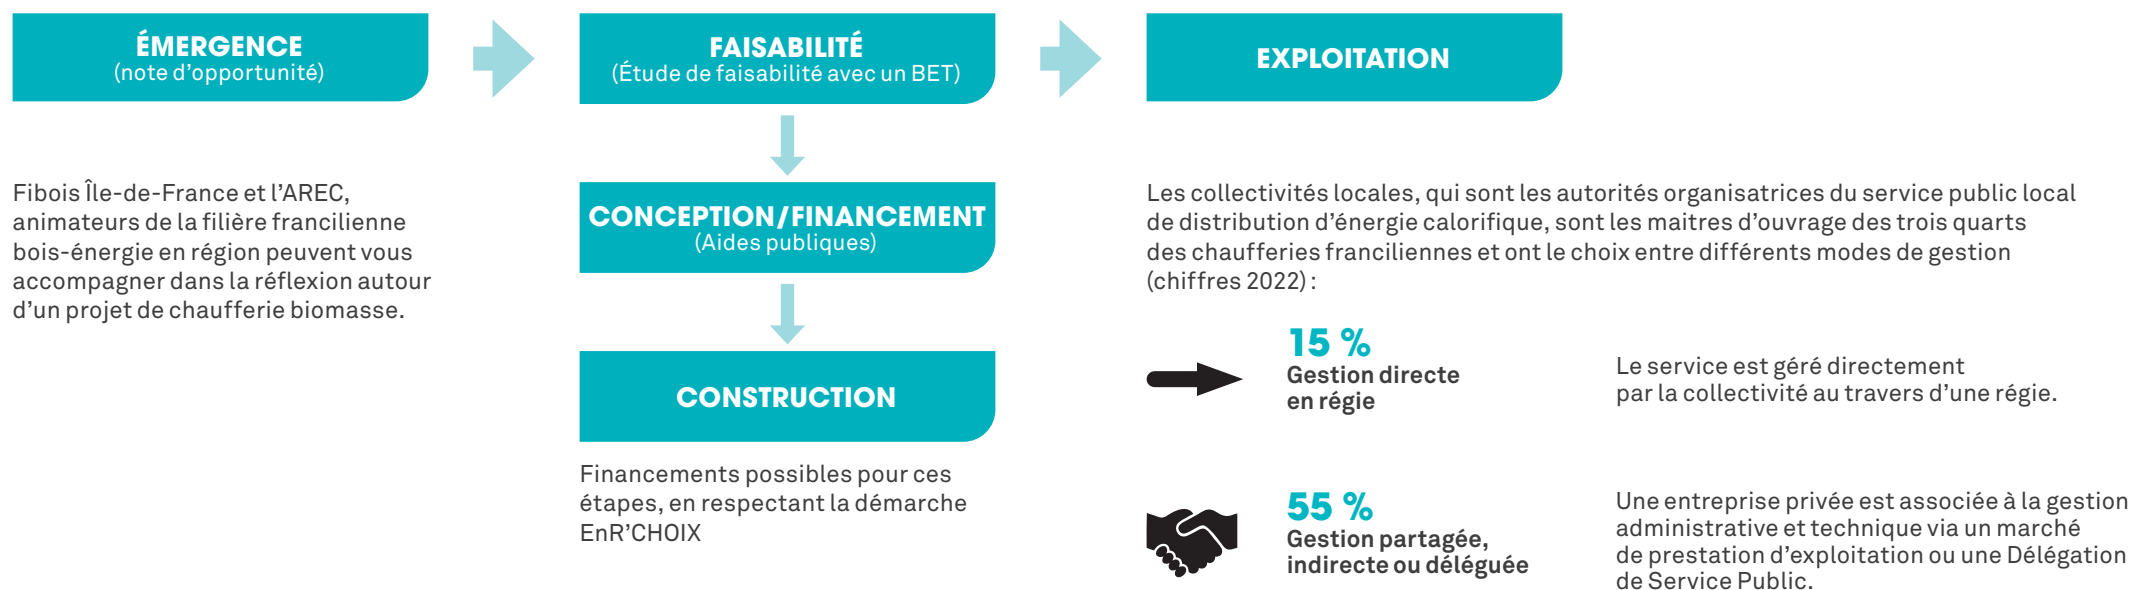 ÉMERGENCE
(note d'opportunité)
Fibois Île-de-France et l'AREC,
animateurs de la filière francilienne
bois-énergie en région peuvent vous
accompagner dans la réflexion autour
d'un projet de chaufferie biomasse.
FAISABILITÉ
(Étude de faisabilité avec un BET)
CONCEPTION/FINANCEMENT
(Aides publiques)
CONSTRUCTION
Financements possibles pour ces
étapes, en respectant la démarche
EnR'CHOIX
EXPLOITATION
Les collectivités locales, qui sont les autorités organisatrices du service public local
de distribution d'énergie calorifique, sont les maitres d'ouvrage des trois quarts
des chaufferies franciliennes et ont le choix entre différents modes de gestion
(chiffres 2022) :
15 %
Gestion directe
en régie
Le service est géré directement
par la collectivité au travers d'une régie.
55 %
Gestion partagée,
indirecte ou déléguée
Une entreprise privée est associée à la gestion
administrative et technique via un marché
de prestation d'exploitation ou une Délégation
de Service Public.